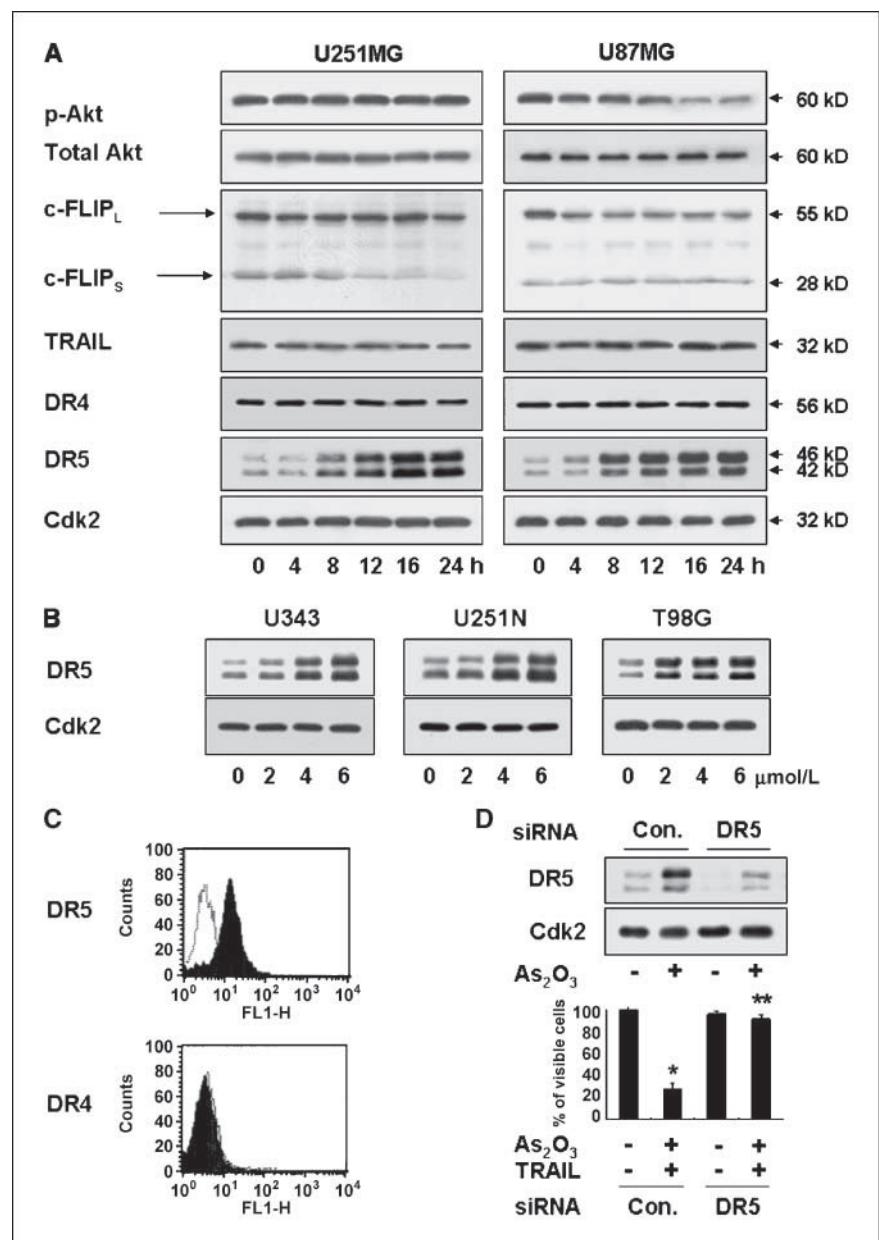 A
U251MG U87MG
p-Akt 60 kD
Total Akt 60 kD
c-FLIPL 55 kD
c-FLIPS 28 kD
TRAIL 32 kD
DR4 56 kD
DR5 46 kD
42 kD
Cdk2 32 kD
0 4 8 12 16 24 h 0 4 8 12 16 24 h
B
U343 U251N T98G
DR5
Cdk2
0 2 4 6 0 2 4 6 0 2 4 6 μmol/L
C
DR5
Counts
100
80
60
40
20
0
10⁰ 10¹ 10² 10³ 10⁴
FL1-H
DR4
Counts
100
80
60
40
20
0
10⁰ 10¹ 10² 10³ 10⁴
FL1-H
D
siRNA Con. DR5
DR5
Cdk2
As₂O₃ - + - +
% of visible cells
100
80
60
40
20
0
* **
As₂O₃ - + - +
TRAIL - + - +
siRNA Con. DR5